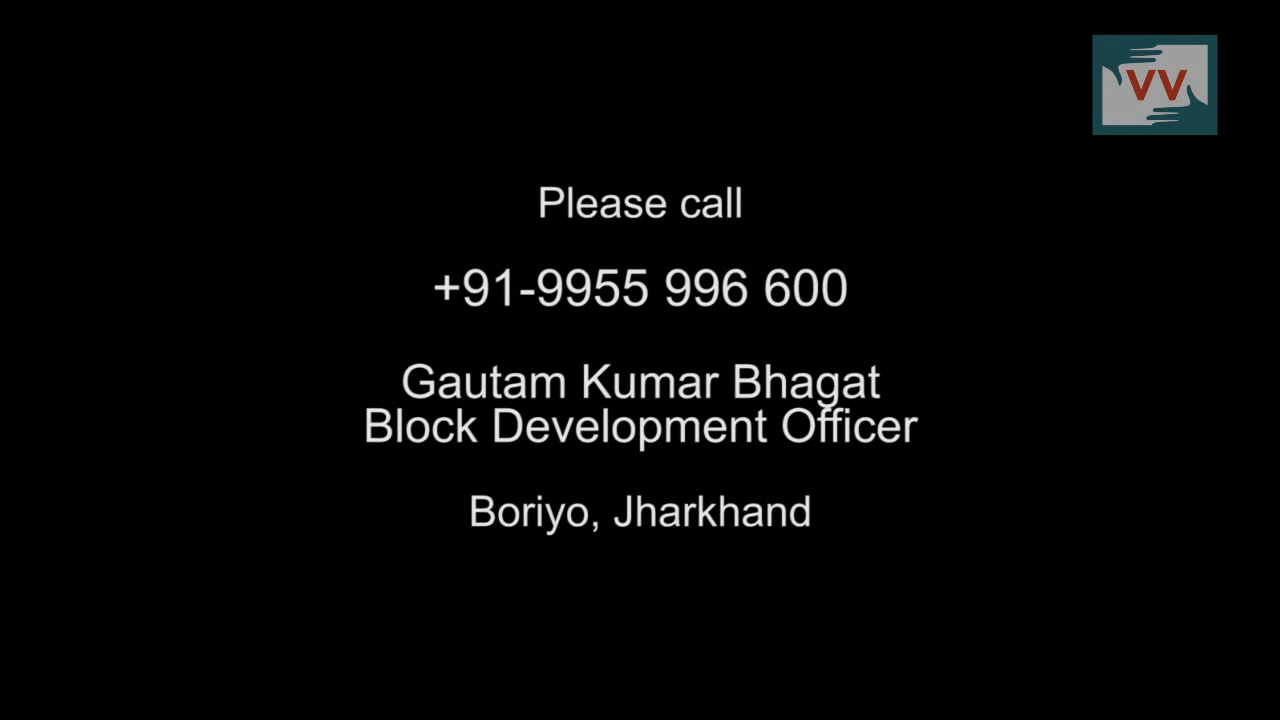 VV
Please call
+91-9955 996 600
Gautam Kumar Bhagat
Block Development Officer
Boriyo, Jharkhand